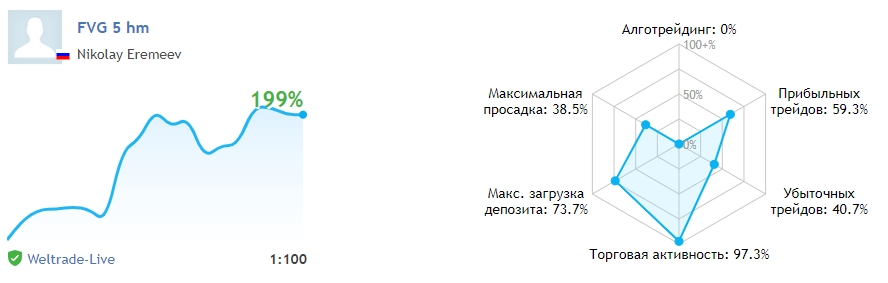 FVG 5 hm
Nikolay Eremeev
199%
Weltrade-Live
1:100
Алготрейдинг: 0%
100+%
50%
0%
Максимальная
просадка: 38.5%
Прибыльных
трейдов: 59.3%
Макс. загрузка
депозита: 73.7%
Убыточных
трейдов: 40.7%
Торговая активность: 97.3%